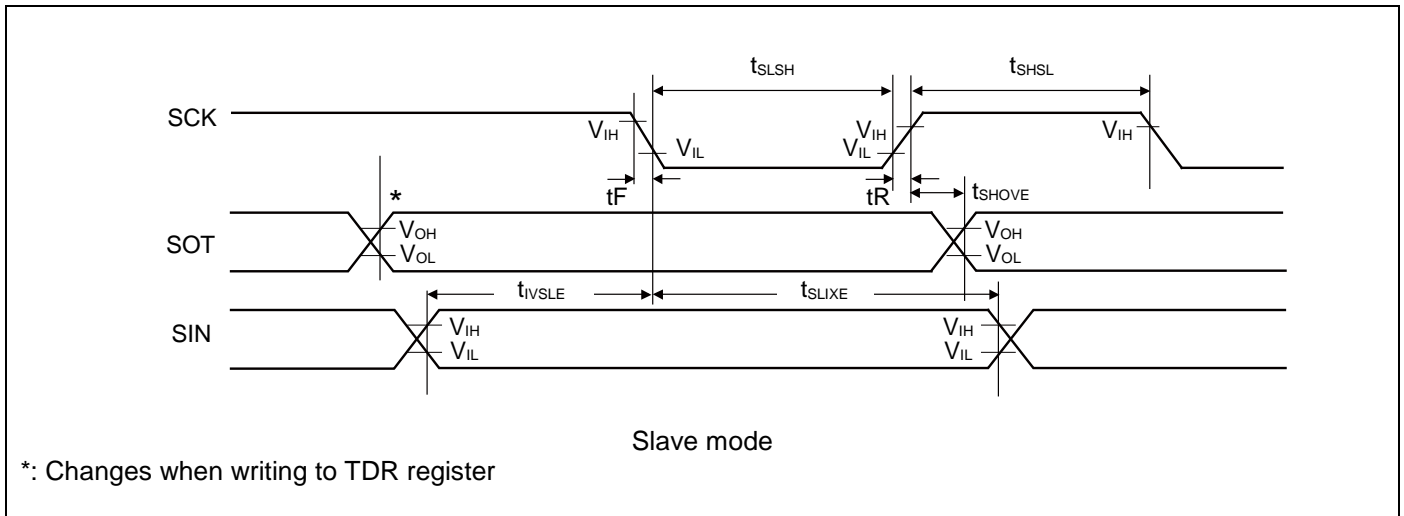 tSLSH
tSHSL
SCK
VIH
VIL
VIH
VIL
VIH
tF
tR
tSHOVE
*
SOT
VOH
VOL
VOH
VOL
tIVSLE
tSLIXE
SIN
VIH
VIL
VIH
VIL
Slave mode
*: Changes when writing to TDR register